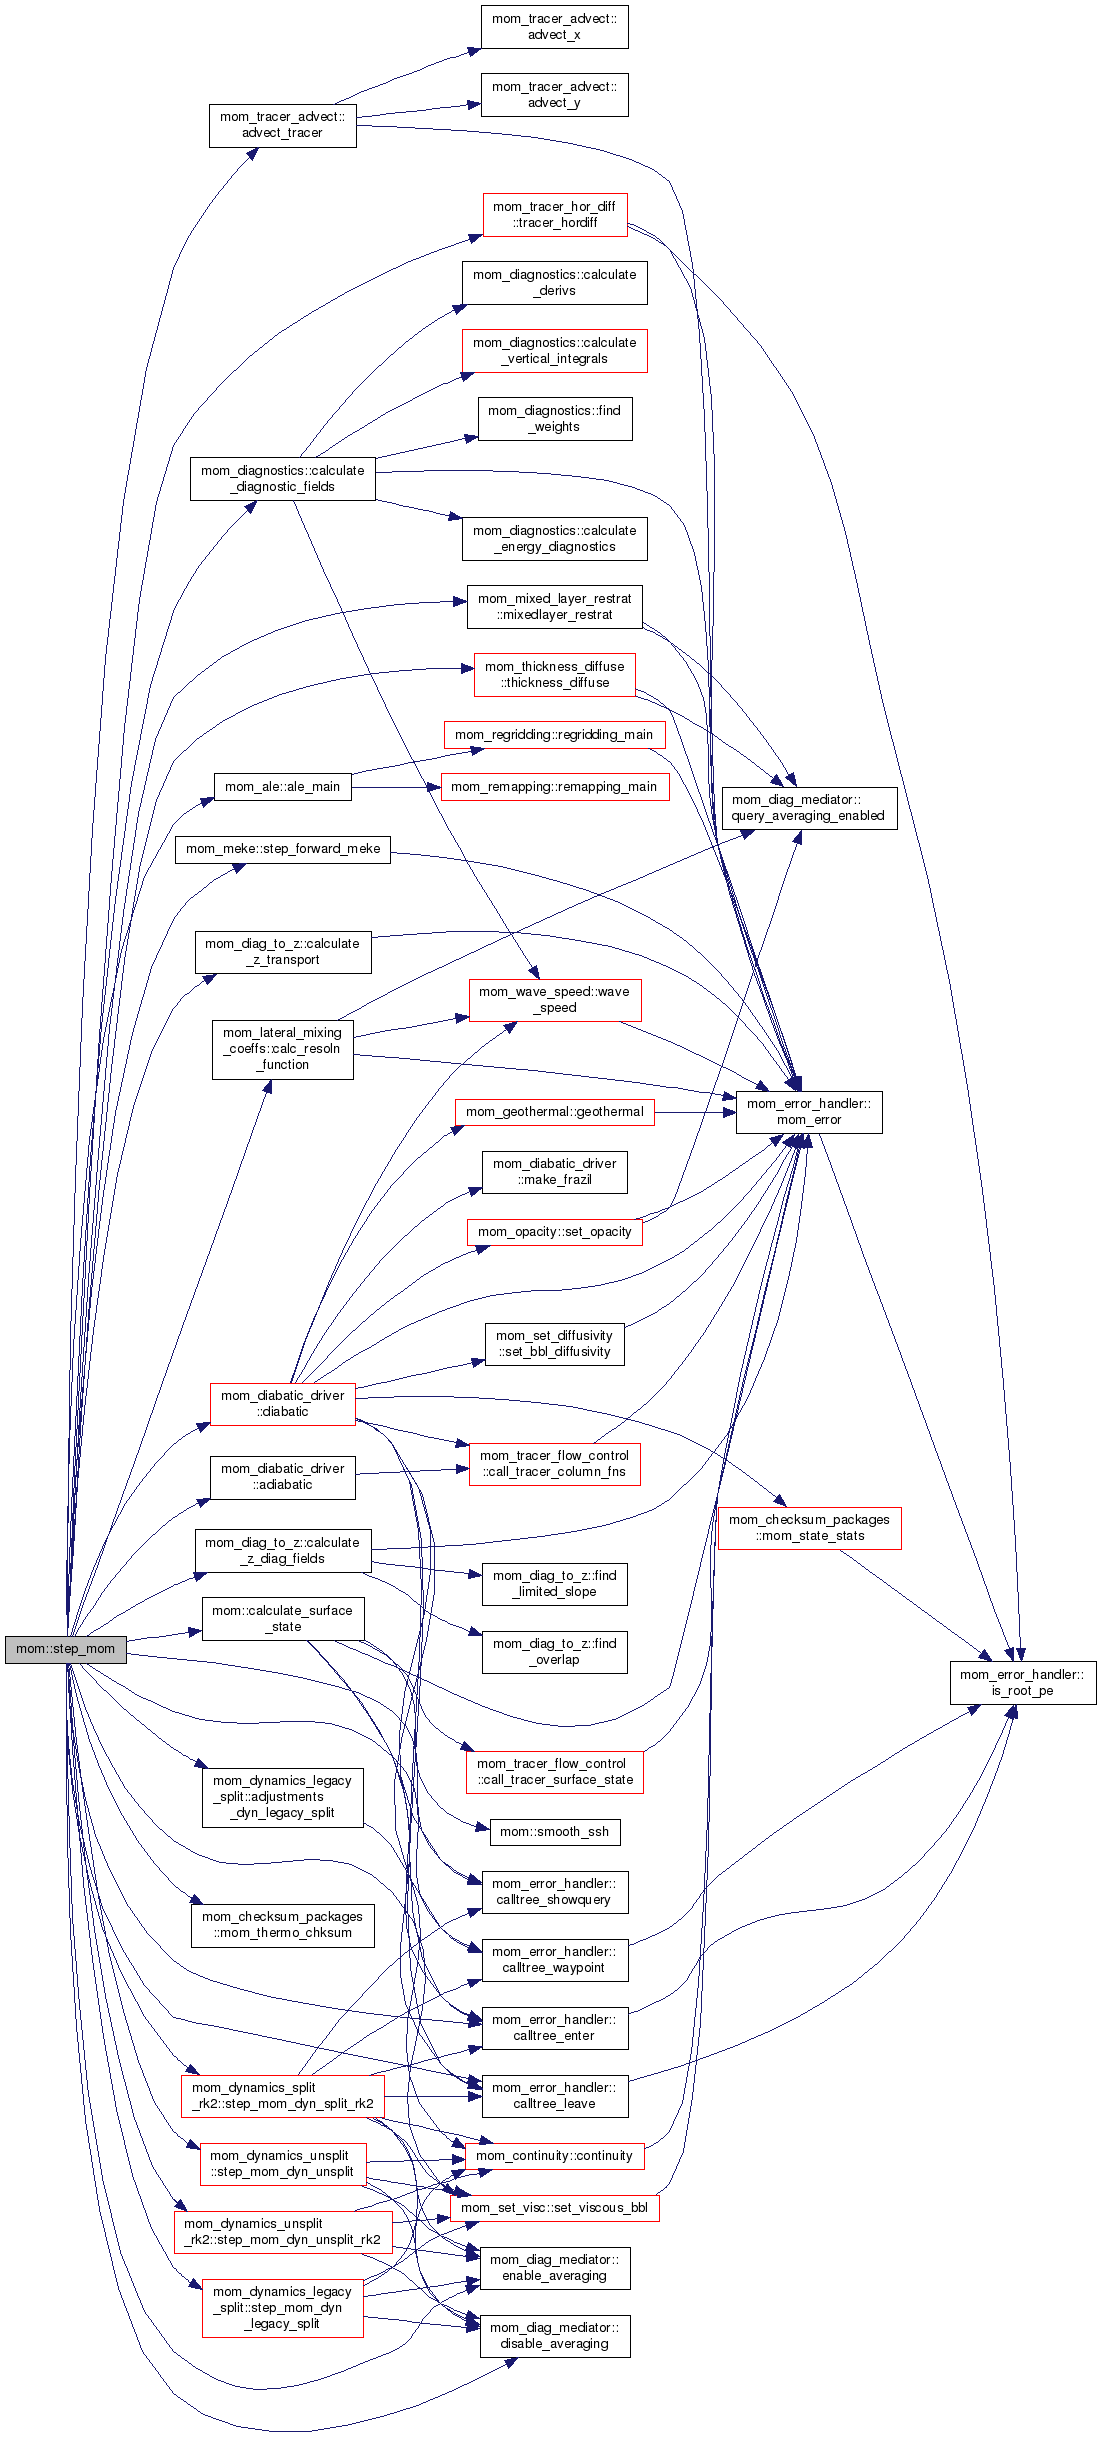 mom_tracer_advect::
advect_x
mom_tracer_advect::
advect_y
mom_tracer_advect::
advect_tracer
mom_tracer_hor_diff
::tracer_hordiff
mom_diagnostics::calculate
_derivs
mom_diagnostics::calculate
_vertical_integrals
mom_diagnostics::find
_weights
mom_diagnostics::calculate
_diagnostic_fields
mom_diagnostics::calculate
_energy_diagnostics
mom_mixed_layer_restrat
::mixedlayer_restrat
mom_thickness_diffuse
::thickness_diffuse
mom_regridding::regridding_main
mom_ale::ale_main
mom_remapping::remapping_main
mom_diag_mediator::
query_averaging_enabled
mom_meke::step_forward_meke
mom_diag_to_z::calculate
_z_transport
mom_wave_speed::wave
_speed
mom_lateral_mixing
_coeffs::calc_resoln
_function
mom_geothermal::geothermal
mom_error_handler::
mom_error
mom_diabatic_driver
::make_frazil
mom_opacity::set_opacity
mom_set_diffusivity
::set_bbl_diffusivity
mom_diabatic_driver
::diabatic
mom_tracer_flow_control
::call_tracer_column_fns
mom_diabatic_driver
::adiabatic
mom_checksum_packages
::mom_state_stats
mom_diag_to_z::calculate
_z_diag_fields
mom_diag_to_z::find
_limited_slope
mom::calculate_surface
_state
mom_diag_to_z::find
_overlap
mom::step_mom
mom_error_handler::
is_root_pe
mom_tracer_flow_control
::call_tracer_surface_state
mom_dynamics_legacy
_split::adjustments
_dyn_legacy_split
mom::smooth_ssh
mom_error_handler::
calltree_showquery
mom_checksum_packages
::mom_thermo_chksum
mom_error_handler::
calltree_waypoint
mom_error_handler::
calltree_enter
mom_dynamics_split
_rk2::step_mom_dyn_split_rk2
mom_error_handler::
calltree_leave
mom_dynamics_unsplit
::step_mom_dyn_unsplit
mom_continuity::continuity
mom_set_visc::set_viscous_bbl
mom_dynamics_unsplit
_rk2::step_mom_dyn_unsplit_rk2
mom_diag_mediator::
enable_averaging
mom_dynamics_legacy
_split::step_mom_dyn
_legacy_split
mom_diag_mediator::
disable_averaging